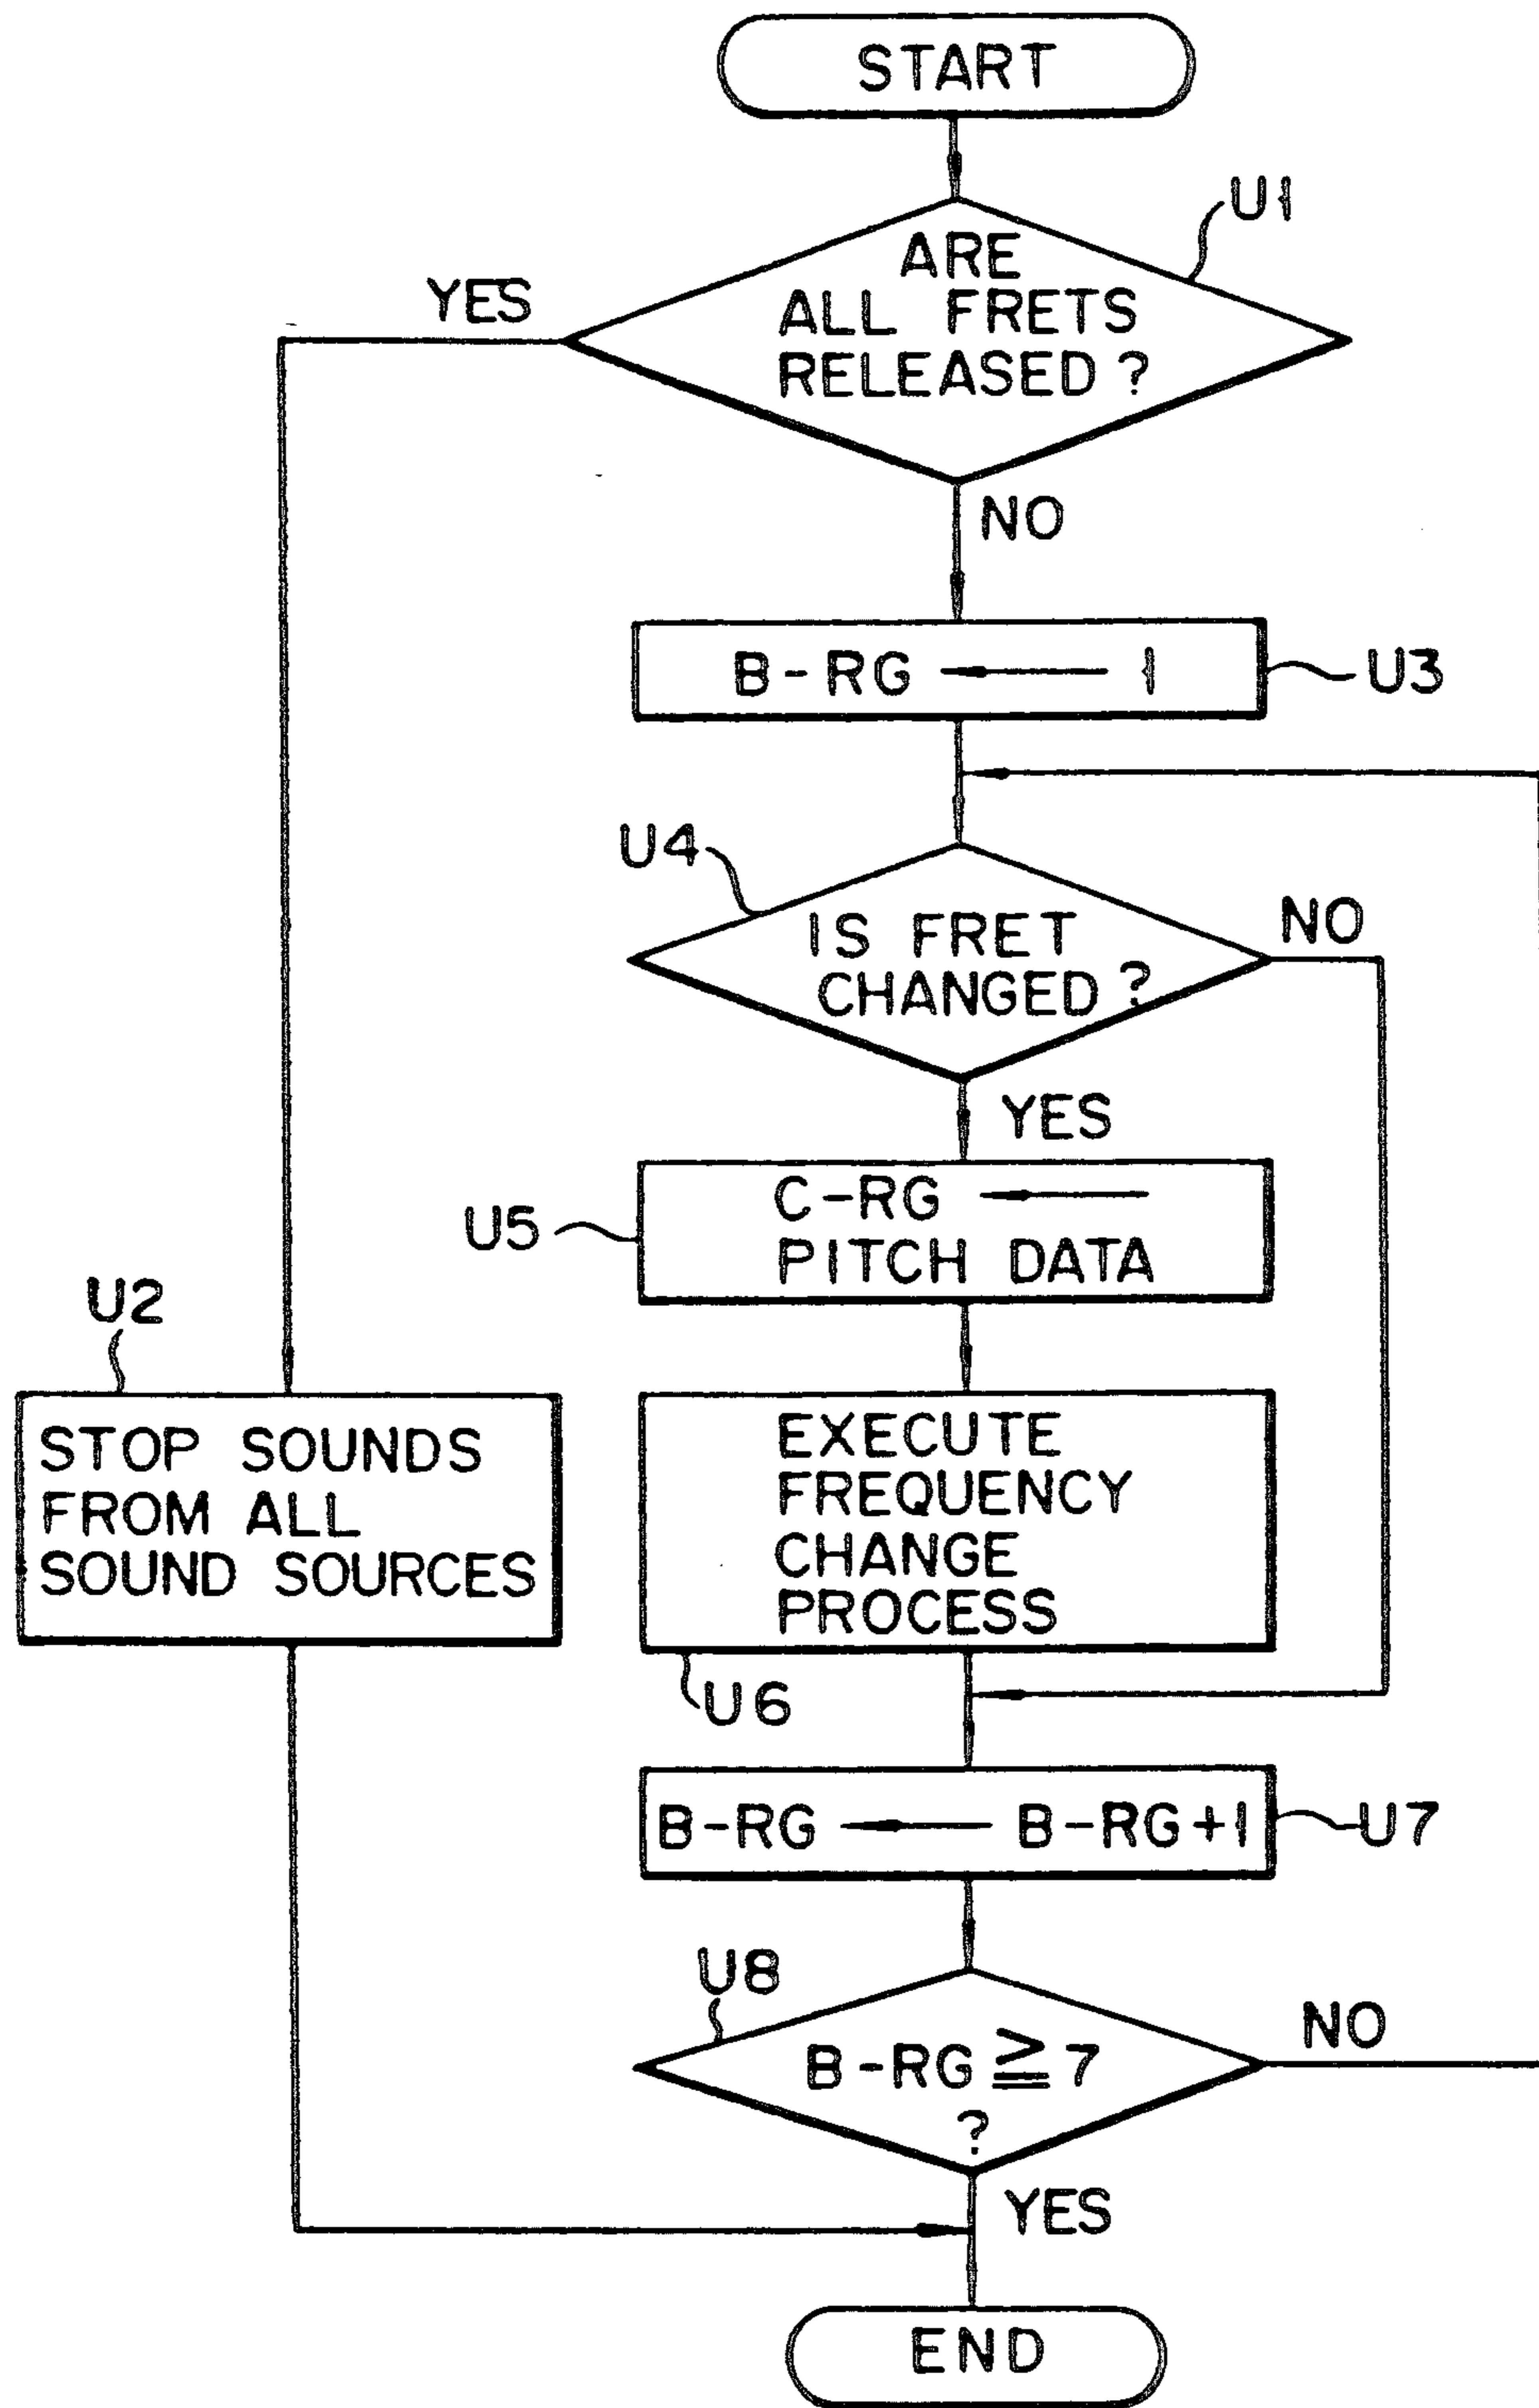 START
U1
ARE
ALL FRETS
RELEASED ?
YES
NO
B-RG ← 1
U3
U4
IS FRET
CHANGED ?
NO
YES
C-RG ←
PITCH DATA
U5
U2
STOP SOUNDS
FROM ALL
SOUND SOURCES
EXECUTE
FREQUENCY
CHANGE
PROCESS
U6
B-RG ← B-RG+1
U7
U8
B-RG ≧ 7
?
NO
YES
END